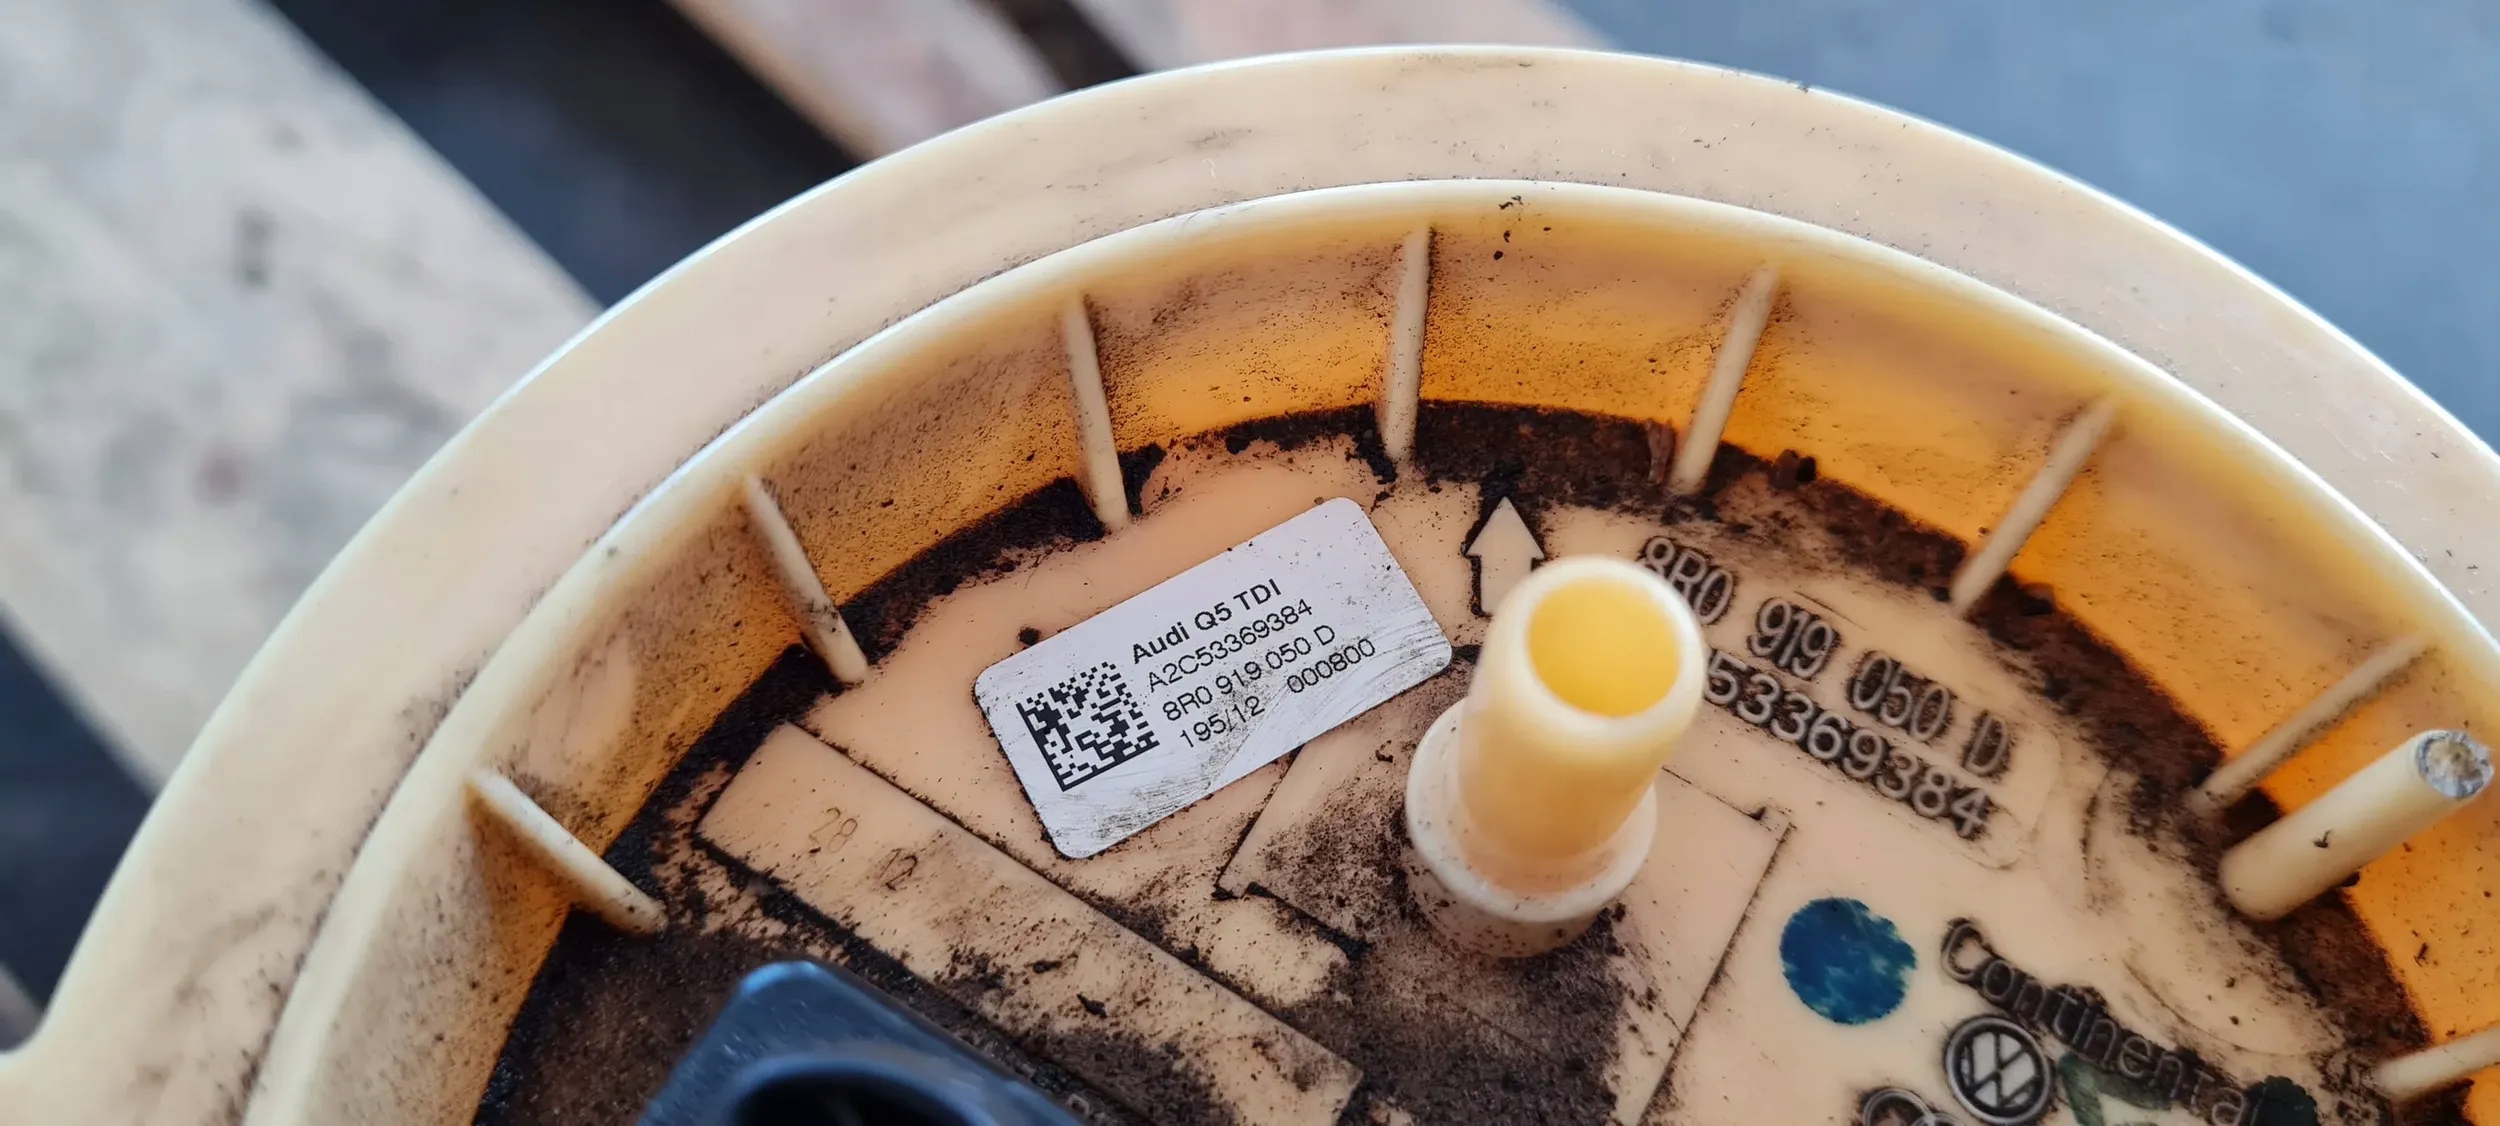 Audi Q5 TDI
A2C53369384
8R0 919 050 D
195/12 000800
8R0 919 050 D
53369384
28 12
Continental